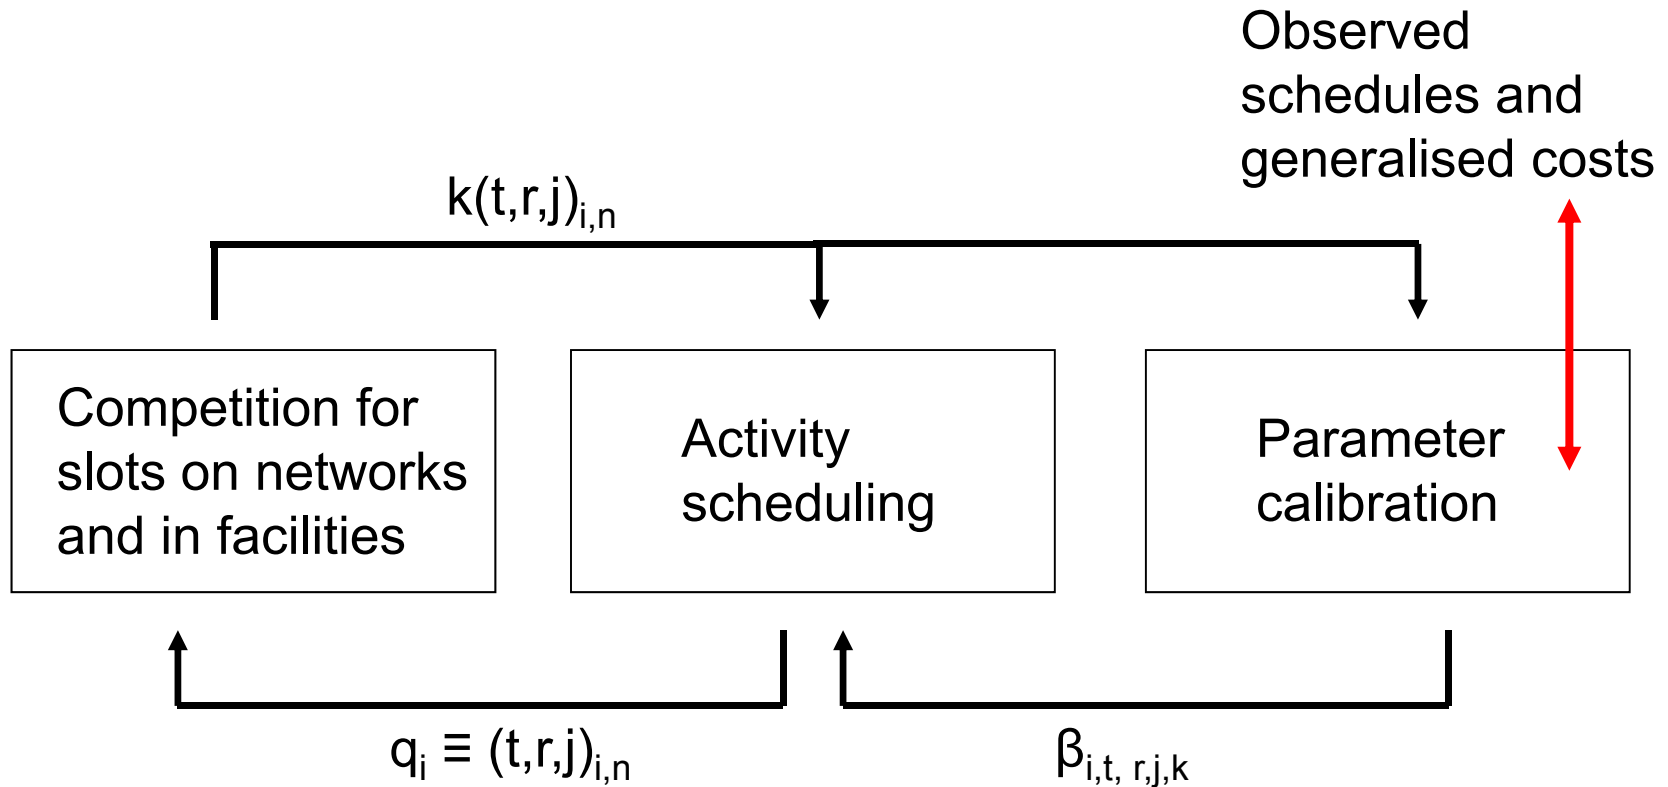 Observed
schedules and
generalised costs
k(t,r,j)i,n
Competition for
slots on networks
and in facilities
Activity
scheduling
Parameter
calibration
qi ≡ (t,r,j)i,n
βi,t, r,j,k